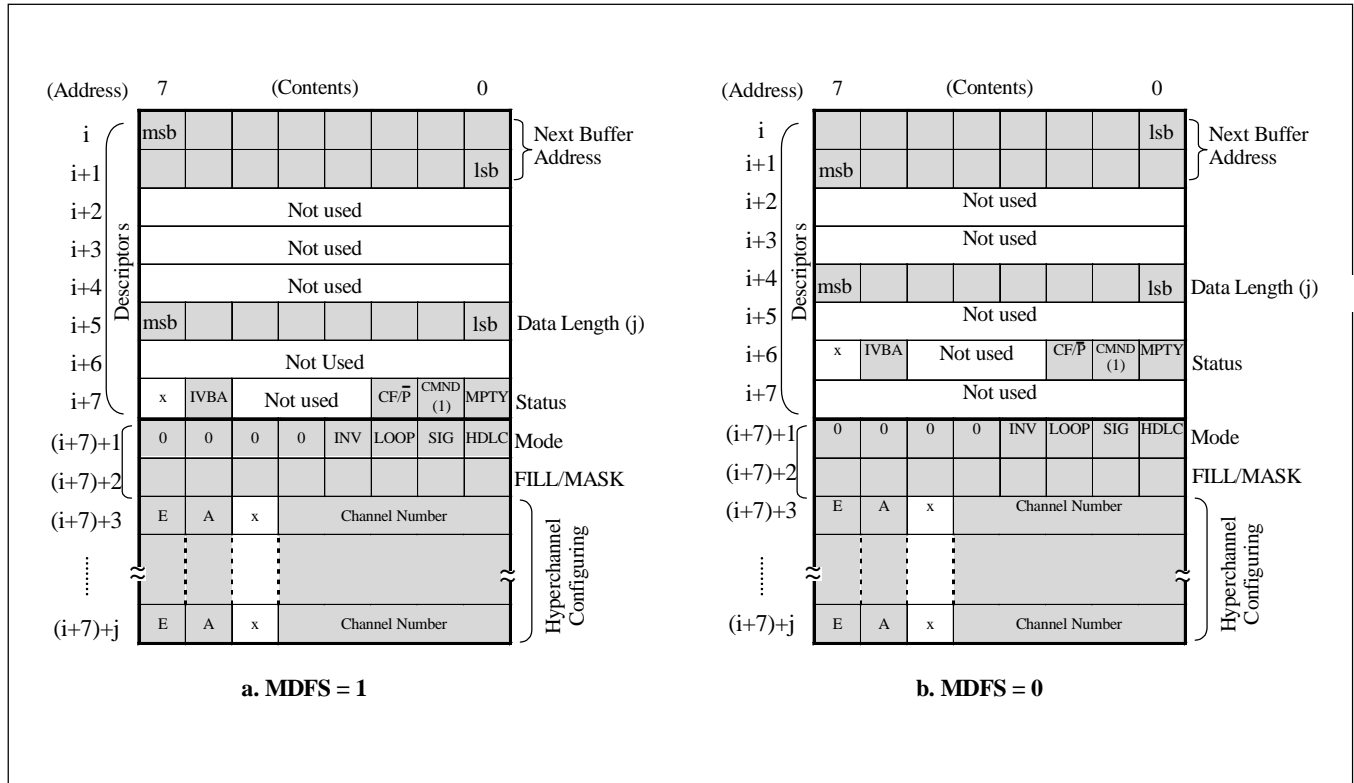 (Address) 7 (Contents) 0
i msb Next Buffer
Address
i+1 lsb
i+2 Not used
i+3 Not used
i+4 Not used
i+5 msb lsb Data Length (j)
i+6 Not Used
i+7 x IVBA Not used CF/P̅ CMND (1) MPTY Status
Descriptors
(i+7)+1 0 0 0 0 INV LOOP SIG HDLC Mode
(i+7)+2 FILL/MASK
(i+7)+3 E A x Channel Number
.......
(i+7)+j E A x Channel Number
Hyperchannel
Configuring
a. MDFS = 1
(Address) 7 (Contents) 0
i lsb Next Buffer
Address
i+1 msb
i+2 Not used
i+3 Not used
i+4 msb lsb Data Length (j)
i+5 Not used
i+6 x IVBA Not used CF/P̅ CMND (1) MPTY Status
i+7 Not used
Descriptors
(i+7)+1 0 0 0 0 INV LOOP SIG HDLC Mode
(i+7)+2 FILL/MASK
(i+7)+3 E A x Channel Number
.......
(i+7)+j E A x Channel Number
Hyperchannel
Configuring
b. MDFS = 0